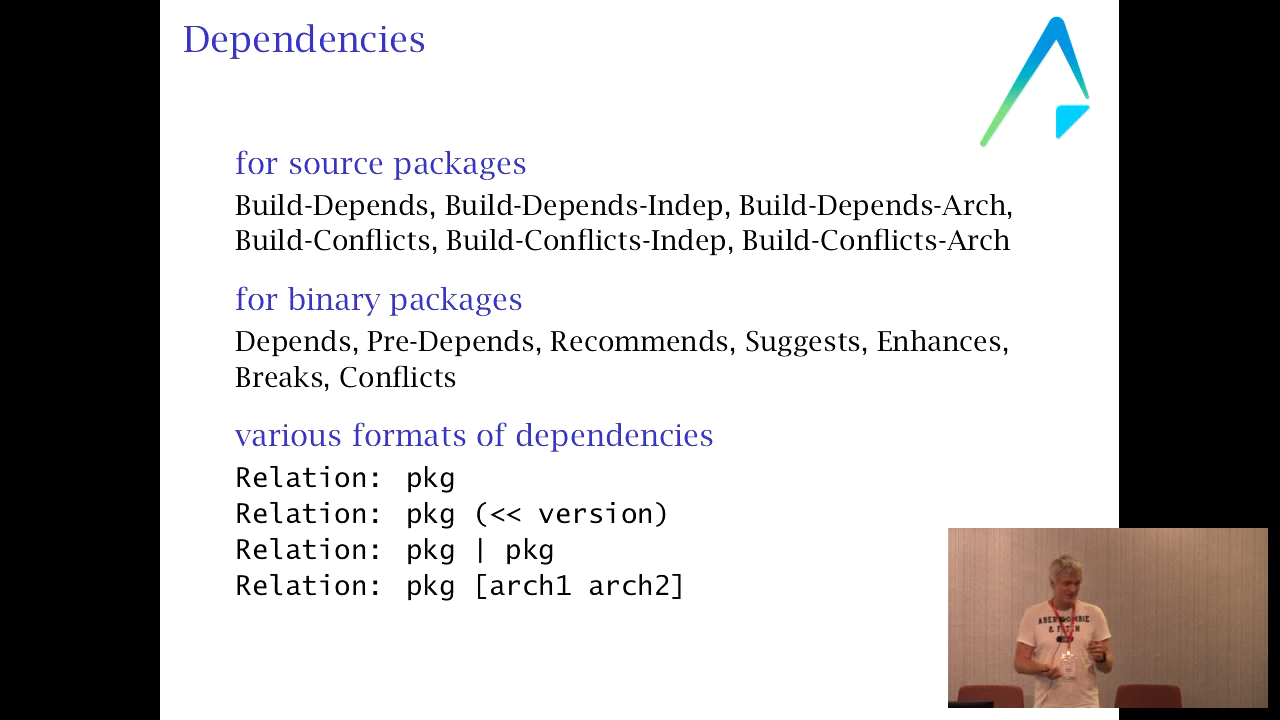 Dependencies
for source packages
Build-Depends, Build-Depends-Indep, Build-Depends-Arch,
Build-Conflicts, Build-Conflicts-Indep, Build-Conflicts-Arch
for binary packages
Depends, Pre-Depends, Recommends, Suggests, Enhances,
Breaks, Conflicts
various formats of dependencies
Relation: pkg
Relation: pkg (<< version)
Relation: pkg | pkg
Relation: pkg [arch1 arch2]
ABERCROMBIE
& FITCH